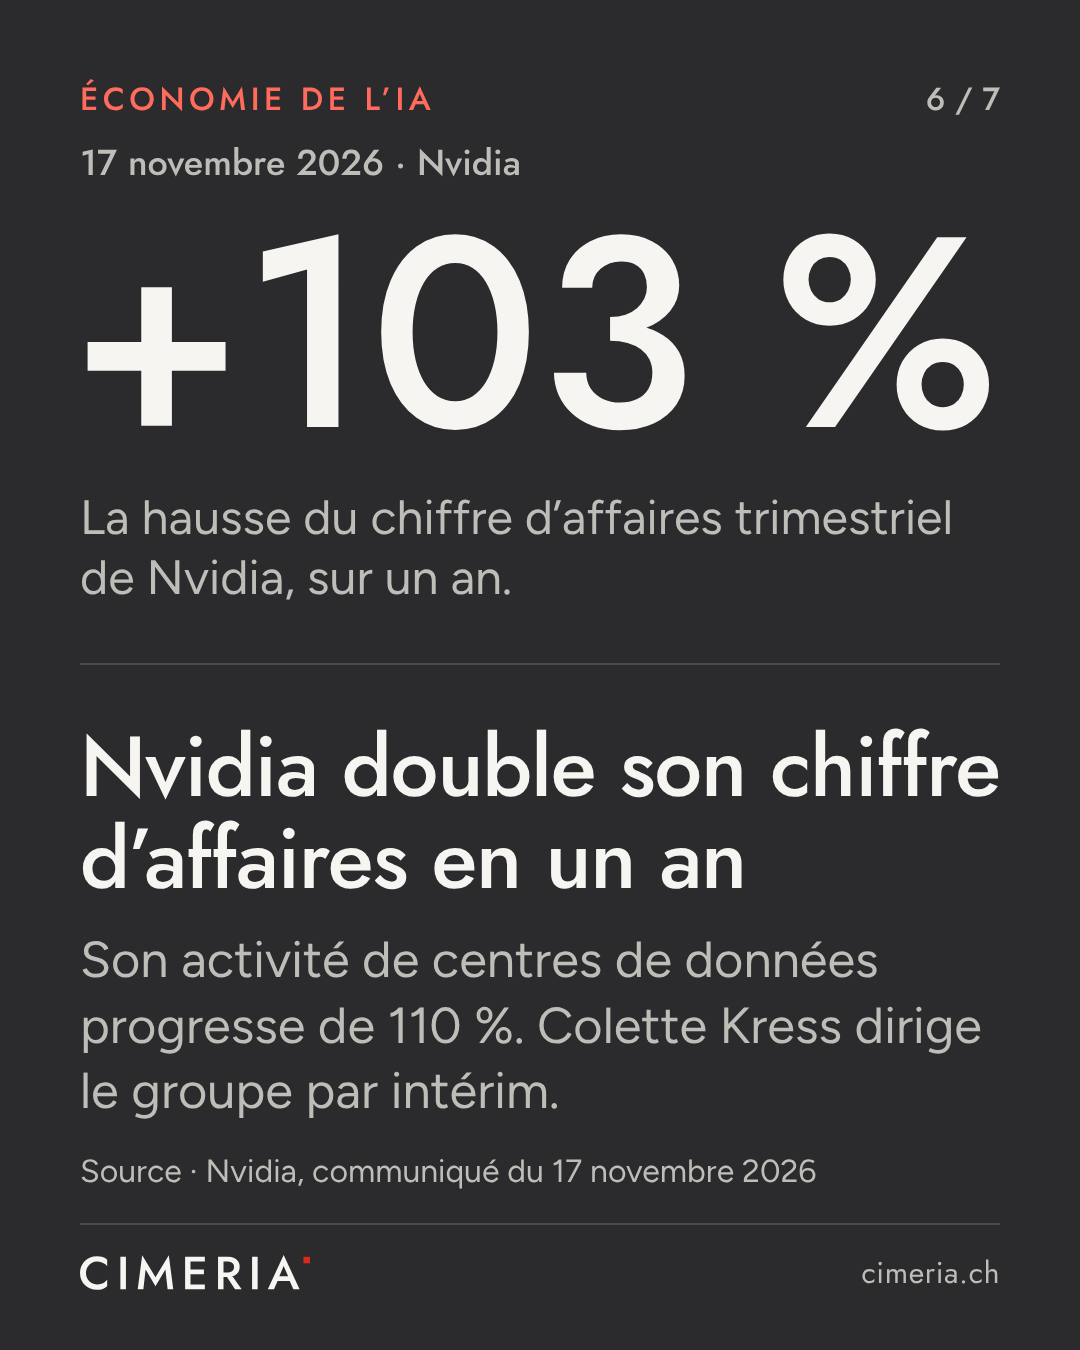 ÉCONOMIE DE L’IA
6 / 7
17 novembre 2026 · Nvidia
+103 %
La hausse du chiffre d’affaires trimestriel
de Nvidia, sur un an.
Nvidia double son chiffre
d’affaires en un an
Son activité de centres de données
progresse de 110 %. Colette Kress dirige
le groupe par intérim.
Source · Nvidia, communiqué du 17 novembre 2026
CIMERIA
cimeria.ch